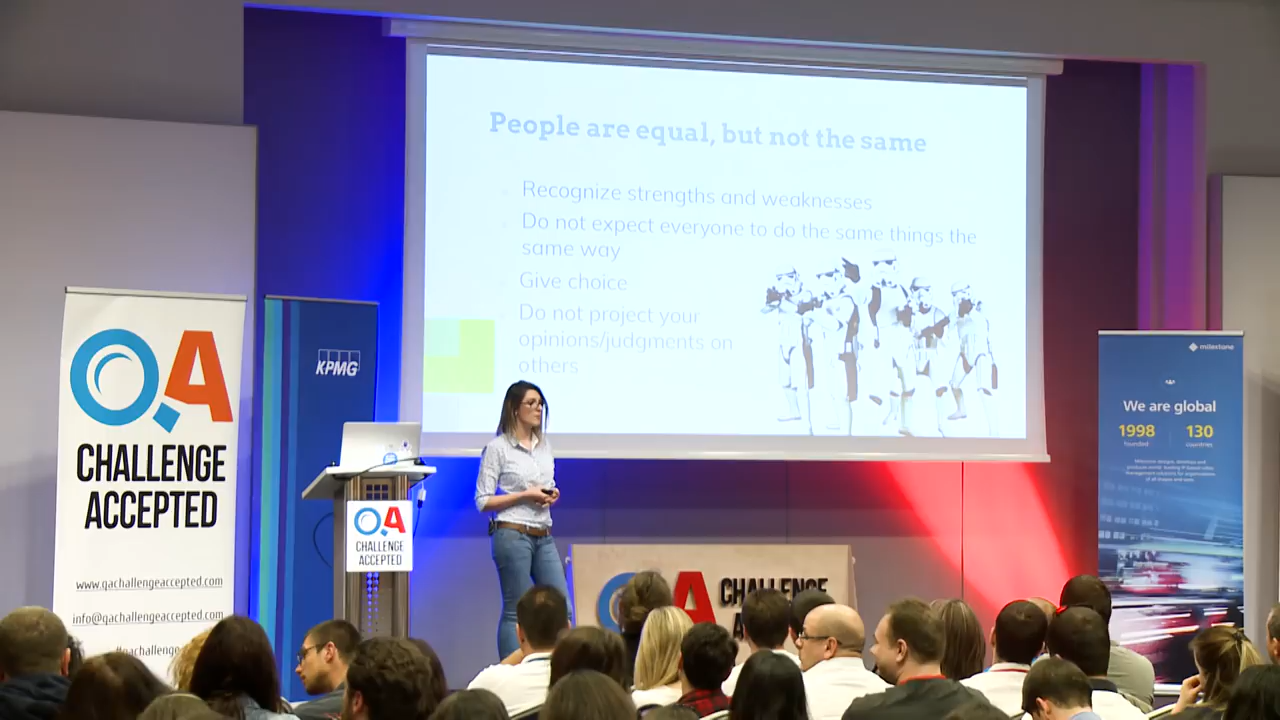 People are equal, but not the same
Recognize strengths and weaknesses
Do not expect everyone to do the same things the
same way
Give choice
Do not project your
opinions/judgments on
others
QA
CHALLENGE
ACCEPTED
www.qachallengeaccepted.com
info@qachallengeaccepted.com
KPMG
QA
CHALLENGE
ACCEPTED
QA
CHALLENGE
milestone
We are global
1998
130
founded
countries